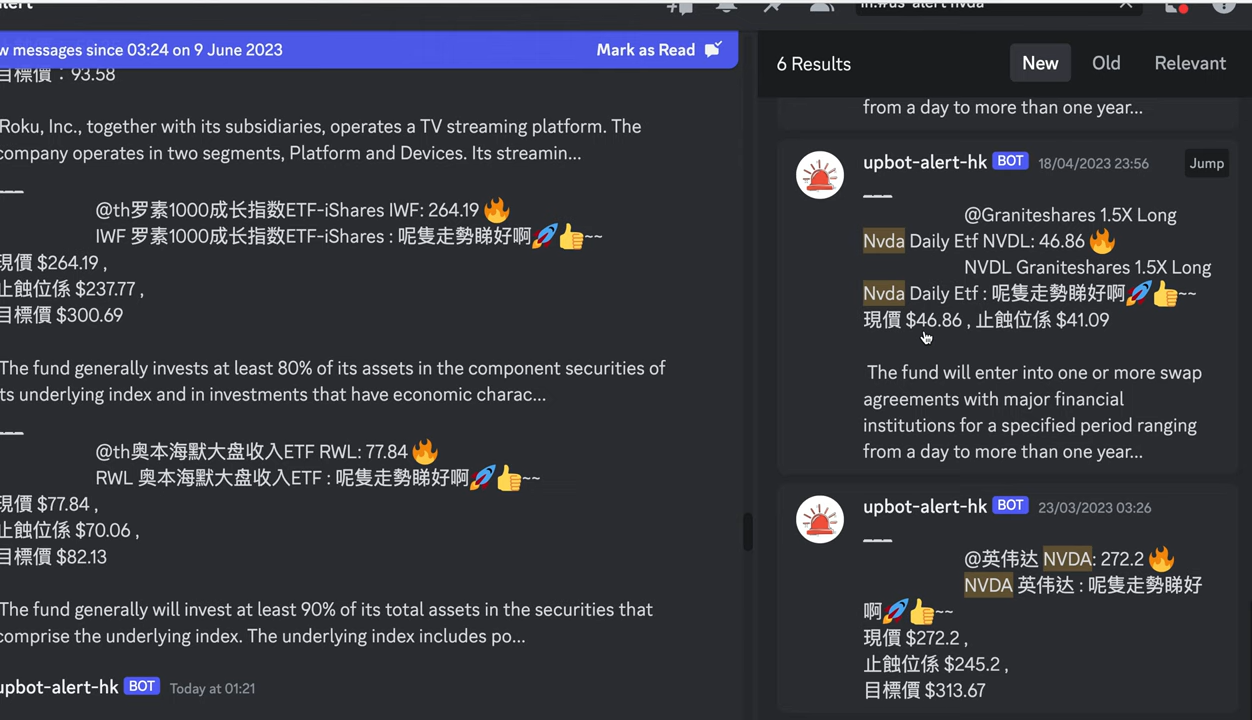 alert
in:#us-alert nvda
w messages since 03:24 on 9 June 2023
Mark as Read
目標價：93.58
Roku, Inc., together with its subsidiaries, operates a TV streaming platform. The
company operates in two segments, Platform and Devices. Its streamin...
@th罗素1000成长指数ETF-iShares IWF: 264.19 🔥
IWF 罗素1000成长指数ETF-iShares : 呢隻走勢睇好啊🚀👍~~
現價 $264.19 ,
止蝕位係 $237.77 ,
目標價 $300.69
The fund generally invests at least 80% of its assets in the component securities of
ts underlying index and in investments that have economic charac...
@th奥本海默大盘收入ETF RWL: 77.84 🔥
RWL 奥本海默大盘收入ETF : 呢隻走勢睇好啊🚀👍~~
現價 $77.84 ,
止蝕位係 $70.06 ,
目標價 $82.13
The fund generally will invest at least 90% of its total assets in the securities that
comprise the underlying index. The underlying index includes po...
upbot-alert-hk BOT Today at 01:21
6 Results
New Old Relevant
from a day to more than one year...
upbot-alert-hk BOT 18/04/2023 23:56
Jump
@Graniteshares 1.5X Long
Nvda Daily Etf NVDL: 46.86 🔥
NVDL Graniteshares 1.5X Long
Nvda Daily Etf : 呢隻走勢睇好啊🚀👍~~
現價 $46.86 , 止蝕位係 $41.09
The fund will enter into one or more swap
agreements with major financial
institutions for a specified period ranging
from a day to more than one year...
upbot-alert-hk BOT 23/03/2023 03:26
@英伟达 NVDA: 272.2 🔥
NVDA 英伟达 : 呢隻走勢睇好
啊🚀👍~~
現價 $272.2 ,
止蝕位係 $245.2 ,
目標價 $313.67